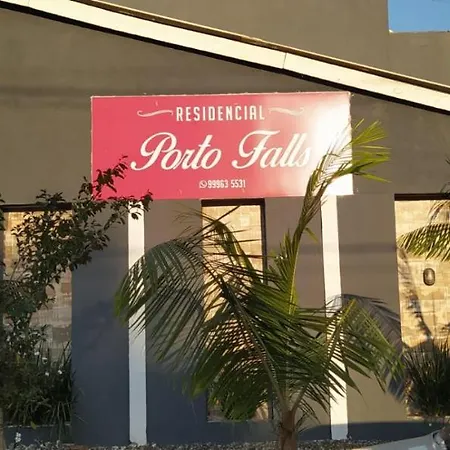 RESIDENCIAL
Porto Falls
99963 5531